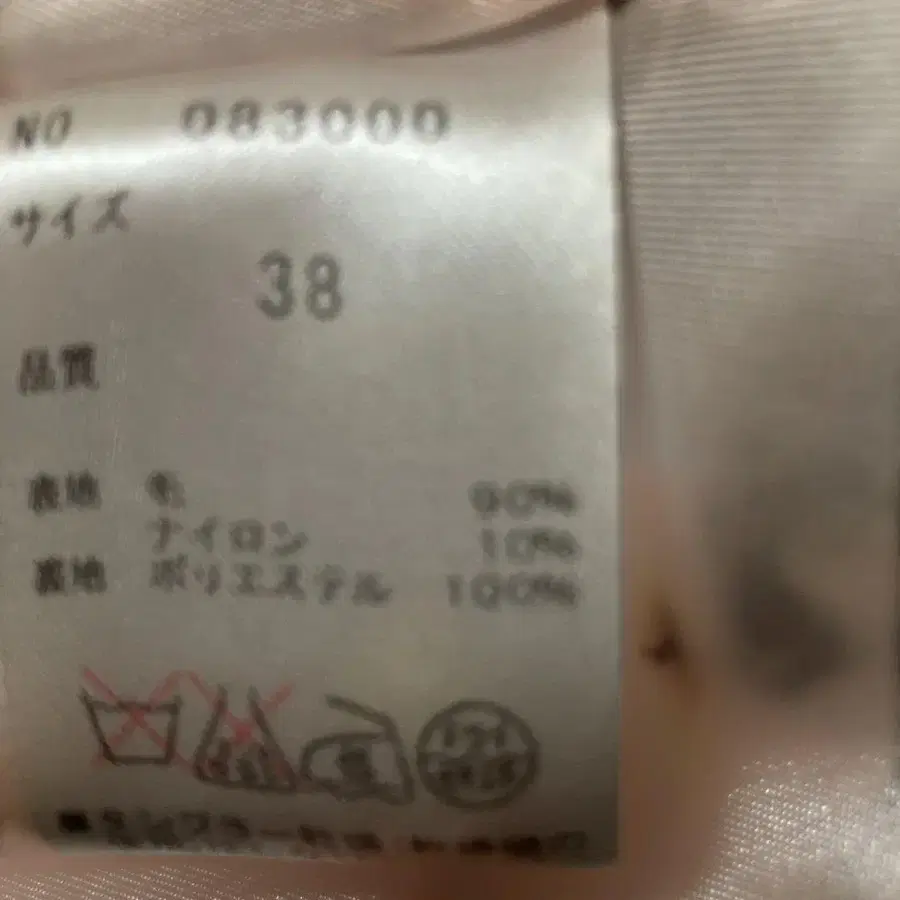 NO 083000
サイズ
38
品質
表地 毛 90%
ナイロン 10%
裏地 ポリエステル 100%